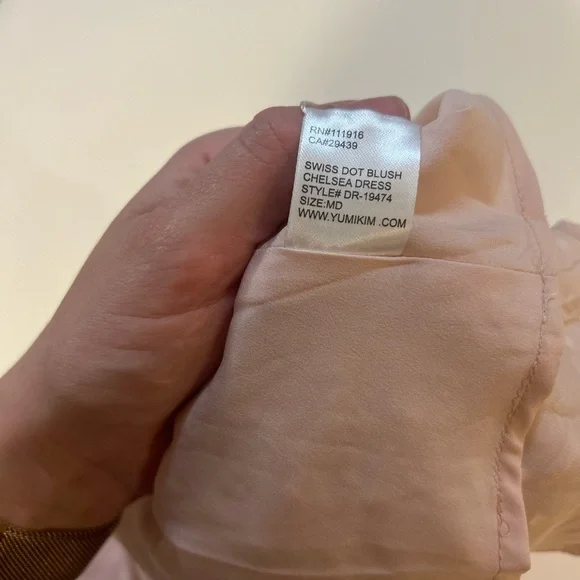 RN#111916
CA#29439
SWISS DOT BLUSH
CHELSEA DRESS
STYLE# DR-19474
SIZE:MD
WWW.YUMIKIM .COM